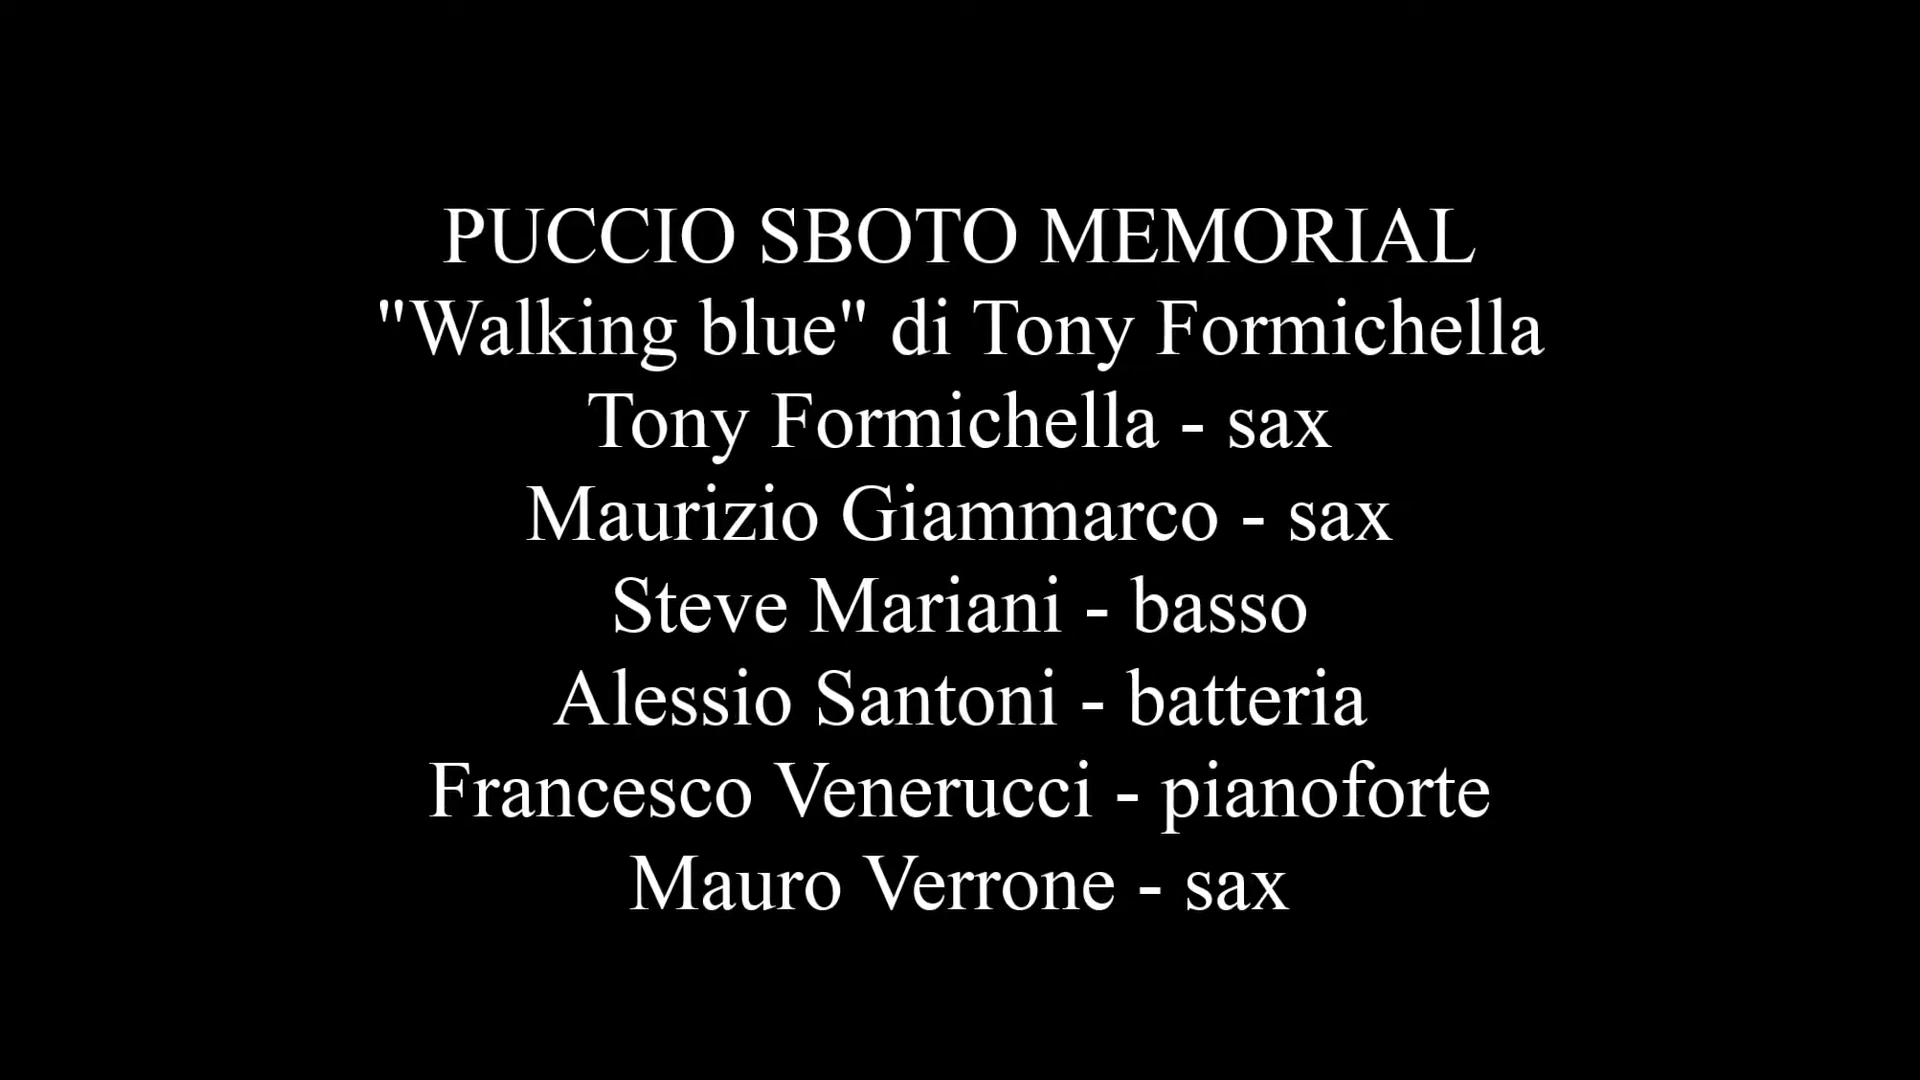 PUCCIO SBOTO MEMORIAL
"Walking blue" di Tony Formichella
Tony Formichella - sax
Maurizio Giammarco - sax
Steve Mariani - basso
Alessio Santoni - batteria
Francesco Venerucci - pianoforte
Mauro Verrone - sax